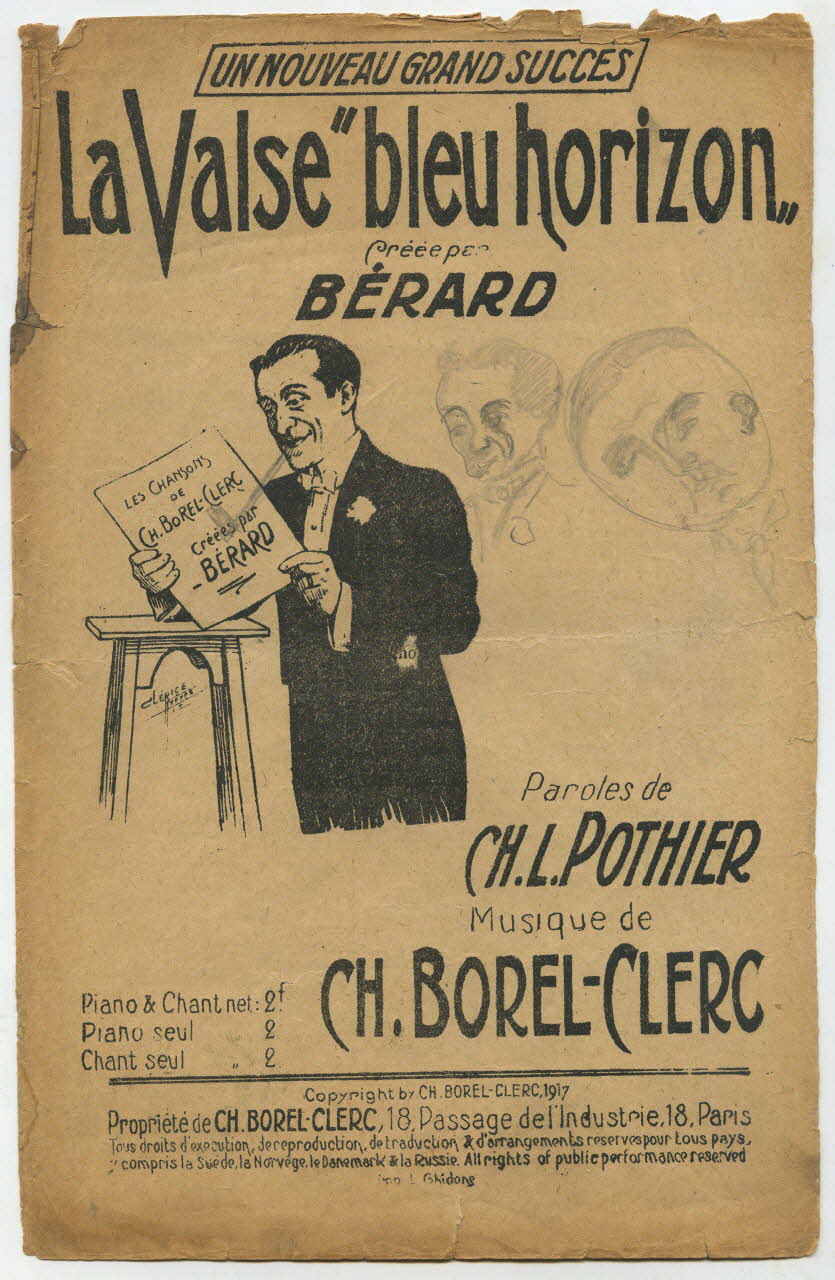 UN NOUVEAU GRAND SUCCES
La Valse "bleu horizon„
Créée par
BÉRARD
LES CHANSONS
DE
CH. BOREL-CLERC
créées par
BÉRARD
CLÉRICE
FRÈRES
Paroles de
CH. L. POTHIER
Musique de
CH. BOREL-CLERC
Piano & Chant net: 2f
Piano seul 2
Chant seul „ 2
Copyright by CH. BOREL-CLERC, 1917
Propriété de CH. BOREL-CLERC, 18, Passage de l'Industrie, 18, Paris
Tous droits d'execution, de reproduction, de traduction & d'arrangements reserves pour tous pays,
y compris la Suède, la Norvège, le Danemark & la Russie. All rights of public performance reserved